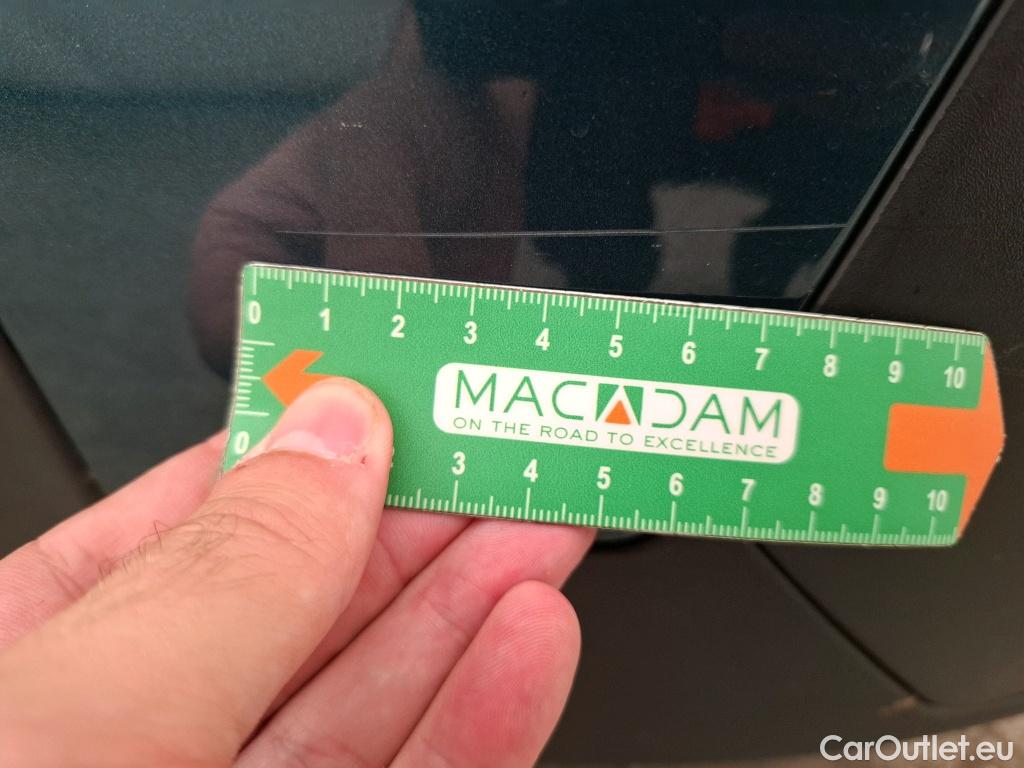 0 1 2 3 4 5 6 7 8 9 10
MACADAM
ON THE ROAD TO EXCELLENCE
0 3 4 5 6 7 8 9 10
CarOutlet.eu